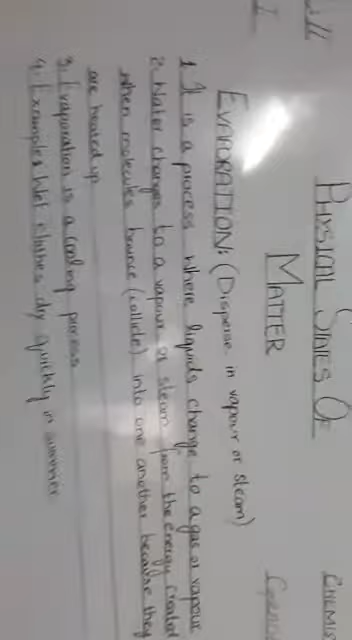 CHEMIS
PHYSICAL STATES OF
MATTER
EVAPORATION: (Disperse in vapour or steam)
1. It is a process where liquids change to a gas or vapour
2. Water changes to a vapour or steam from the energy created
when molecules bounce (collide) into one another because they
are heated up
3. Evaporation is a cooling process
4. Examples Wet clothes dry quickly in summer